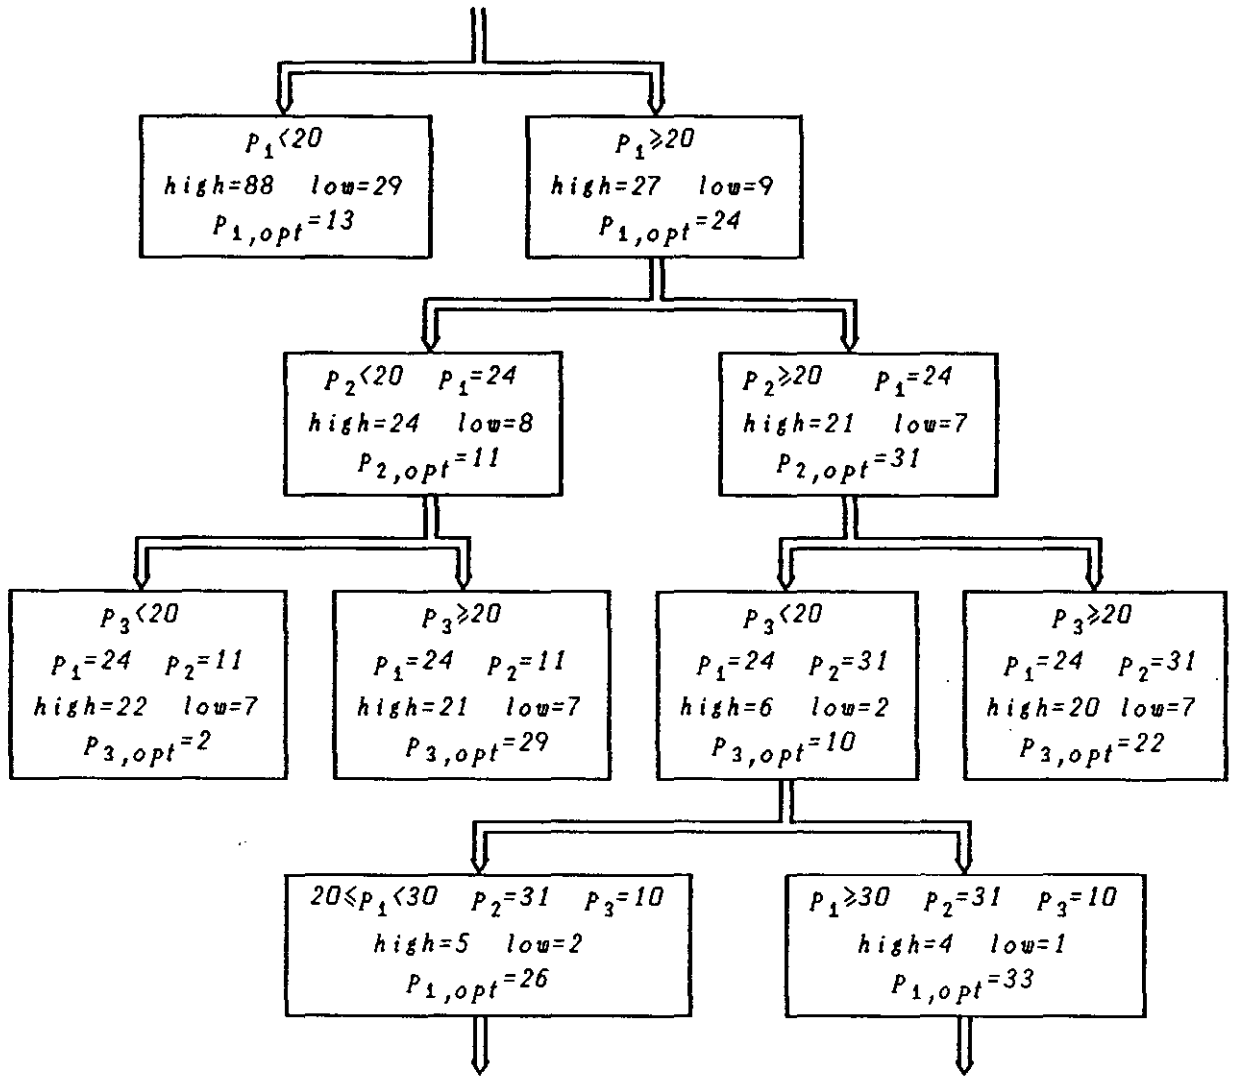 p₁<20
high=88 low=29
p₁,opt=13
p₁⩾20
high=27 low=9
p₁,opt=24
p₂<20 p₁=24
high=24 low=8
p₂,opt=11
p₂⩾20 p₁=24
high=21 low=7
p₂,opt=31
p₃<20
p₁=24 p₂=11
high=22 low=7
p₃,opt=2
p₃⩾20
p₁=24 p₂=11
high=21 low=7
p₃,opt=29
p₃<20
p₁=24 p₂=31
high=6 low=2
p₃,opt=10
p₃⩾20
p₁=24 p₂=31
high=20 low=7
p₃,opt=22
20⩽p₁<30 p₂=31 p₃=10
high=5 low=2
p₁,opt=26
p₁⩾30 p₂=31 p₃=10
high=4 low=1
p₁,opt=33